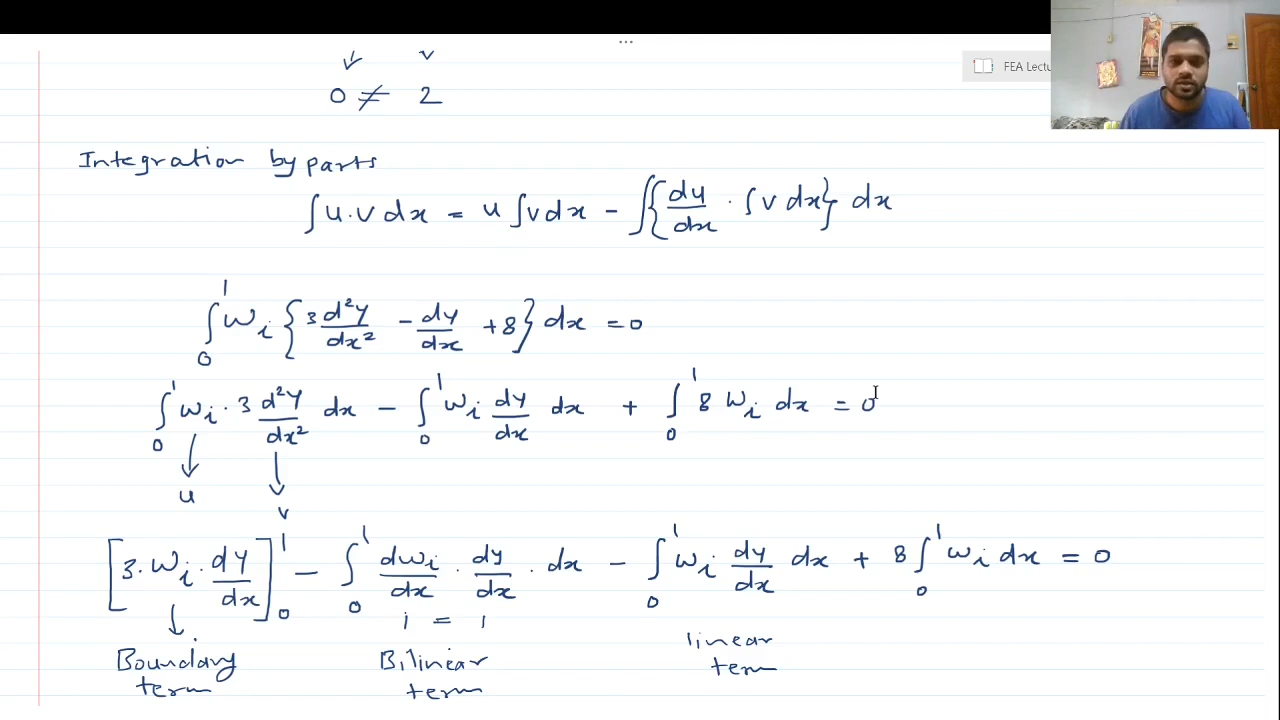 ...
FEA Lectu
↓ v
0 ≠ 2
Integration by parts
∫u.v dx = u ∫v dx - ∫{du/dx . ∫v dx} dx
∫₀¹ wᵢ {3 d²y/dx² - dy/dx + 8} dx = 0
∫₀¹ wᵢ . 3 d²y/dx² dx - ∫₀¹ wᵢ dy/dx dx + ∫₀¹ 8 wᵢ dx = 0
↓ ↓
u v
[3. wᵢ . dy/dx]₀¹ - ∫₀¹ dwᵢ/dx . dy/dx . dx - ∫₀¹ wᵢ dy/dx dx + 8 ∫₀¹ wᵢ dx = 0
↓ 1 = 1
Boundary term
Bilinear term
linear term